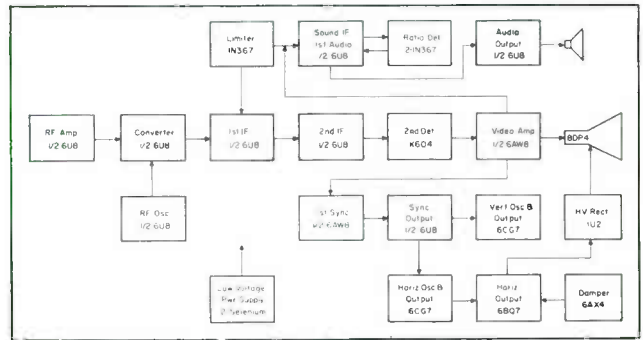 Limiter
1N367
Sound IF
1st Audio
1/2 6U8
Ratio Det
2-1N367
Audio
Output
1/2 6U8
RF Amp
1/2 6U8
Converter
1/2 6U8
1st IF
1/2 6U8
2nd IF
1/2 6U8
2nd Det
K604
Video Amp
1/2 6AW8
8DP4
RF Osc
1/2 6U8
1st Sync
1/2 6AW8
Sync
Output
1/2 6U8
Vert Osc &
Output
6CG7
HV Rect
1U2
Low Voltage
Pwr Supply
2-Selenium
Horiz Osc &
Output
6CG7
Horiz
Output
6BQ7
Damper
6AX4